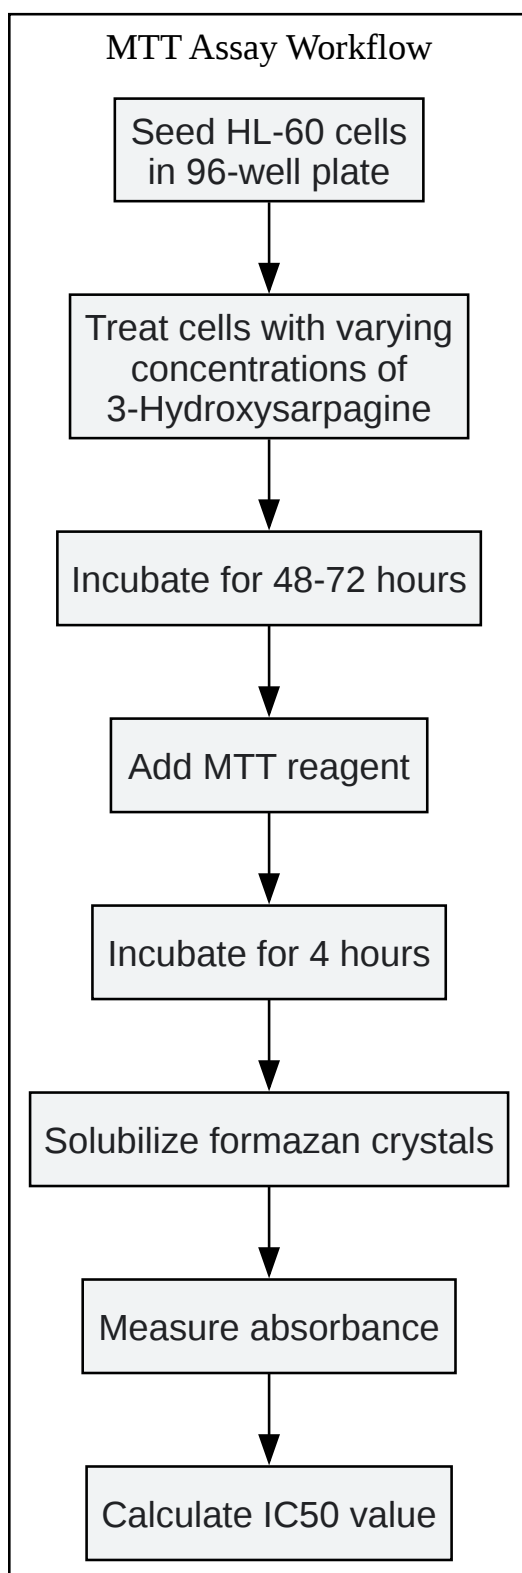 MTT Assay Workflow
Seed HL-60 cells
in 96-well plate
Treat cells with varying
concentrations of
3-Hydroxysarpagine
Incubate for 48-72 hours
Add MTT reagent
Incubate for 4 hours
Solubilize formazan crystals
Measure absorbance
Calculate IC50 value